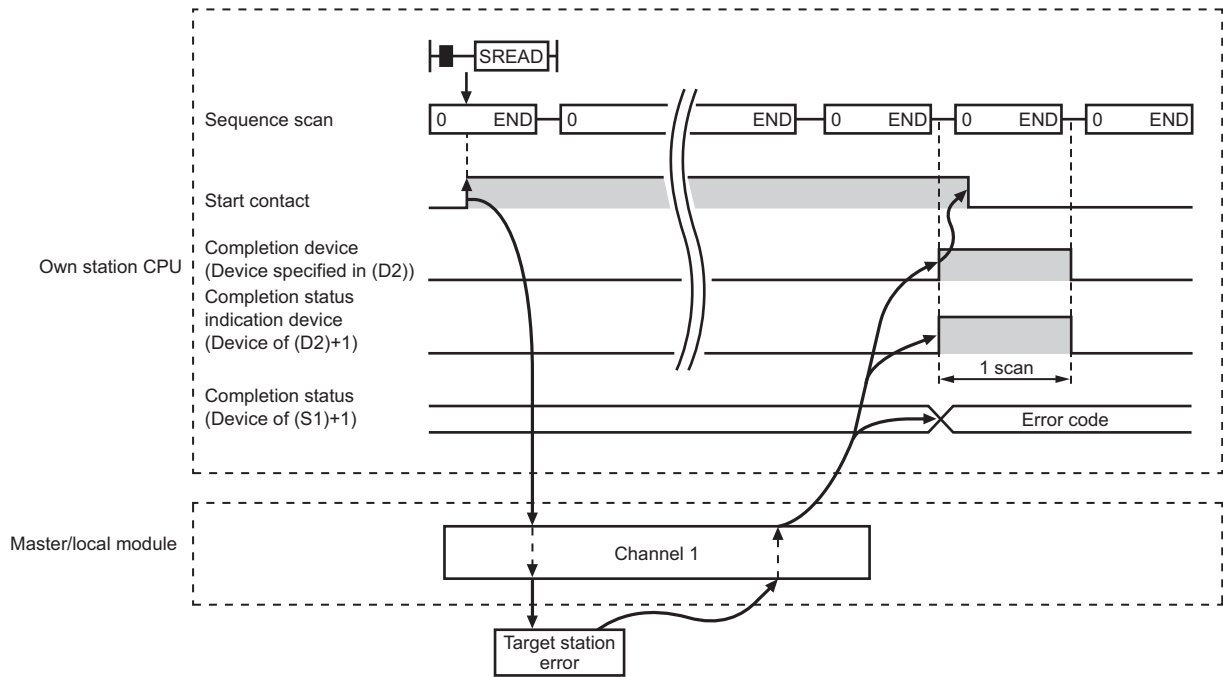 SREAD
Sequence scan
0 END 0 END 0 END 0 END 0 END
Start contact
Own station CPU
Completion device
(Device specified in (D2))
Completion status
indication device
(Device of (D2)+1)
1 scan
Completion status
(Device of (S1)+1)
Error code
Master/local module
Channel 1
Target station
error